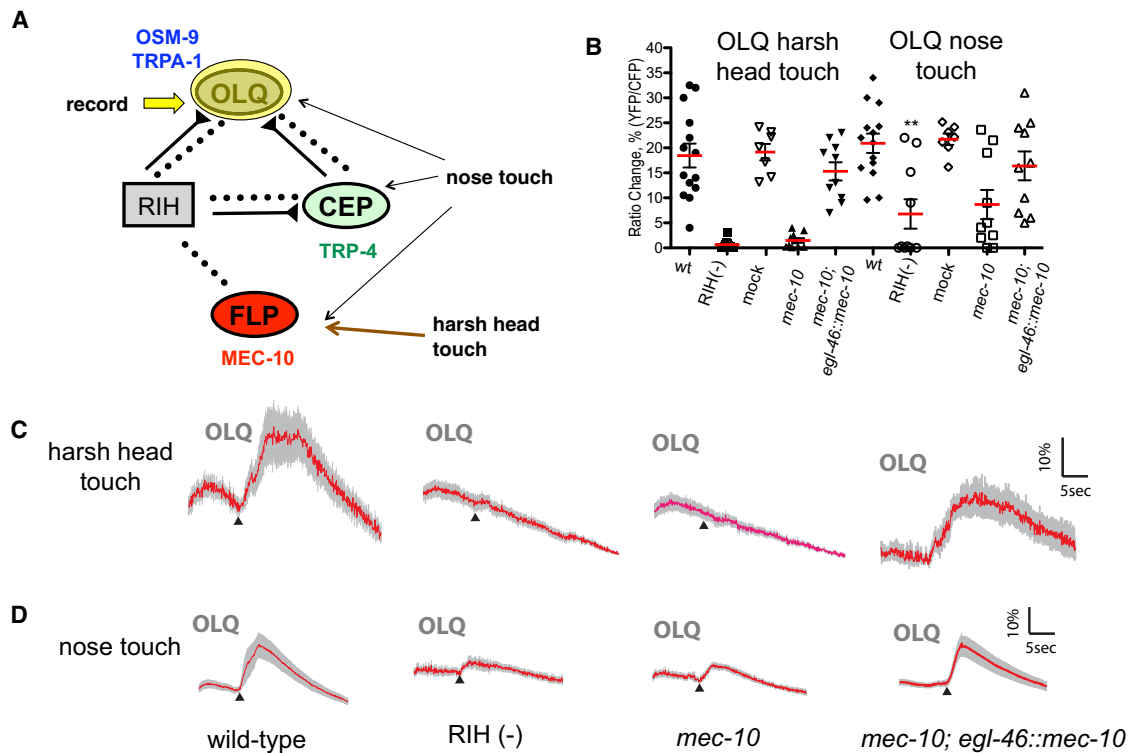 A
OSM-9
TRPA-1
OLQ
record
nose touch
RIH
CEP
TRP-4
FLP
harsh head
touch
MEC-10
B
OLQ harsh
head touch
OLQ nose
touch
Ratio Change, % (YFP/CFP)
40
35
30
25
20
15
10
5
0
**
wt
RIH(-)
mock
mec-10
mec-10;
egl-46::mec-10
wt
RIH(-)
mock
mec-10
mec-10;
egl-46::mec-10
C
harsh head
touch
OLQ
OLQ
OLQ
OLQ
10%
5sec
D
nose touch
OLQ
OLQ
OLQ
OLQ
10%
5sec
wild-type
RIH (-)
mec-10
mec-10; egl-46::mec-10